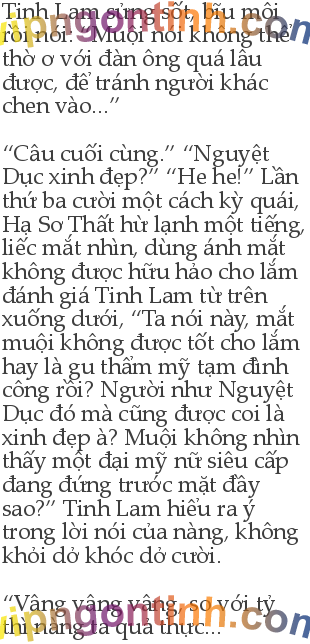 Tinh Lam sửng sốt, bĩu môi
rồi nói: “Muội nói không thể
thờ ơ với đàn ông quá lâu
được, để tránh người khác
chen vào...”
“Câu cuối cùng.” “Nguyệt
Dục xinh đẹp?” “He he!” Lần
thứ ba cười một cách kỳ quái,
Hạ Sơ Thất hừ lạnh một tiếng,
liếc mắt nhìn, dùng ánh mắt
không được hữu hảo cho lắm
đánh giá Tinh Lam từ trên
xuống dưới, “Ta nói này, mắt
muội không được tốt cho lắm
hay là gu thẩm mỹ tạm đình
công rồi? Người như Nguyệt
Dục đó mà cũng được coi là
xinh đẹp à? Muội không nhìn
thấy một đại mỹ nữ siêu cấp
đang đứng trước mặt đây
sao?” Tinh Lam hiểu ra ý
trong lời nói của nàng, không
khỏi dở khóc dở cười.
“Vâng vâng vâng, so với tỷ
thì nàng ta quả thực...